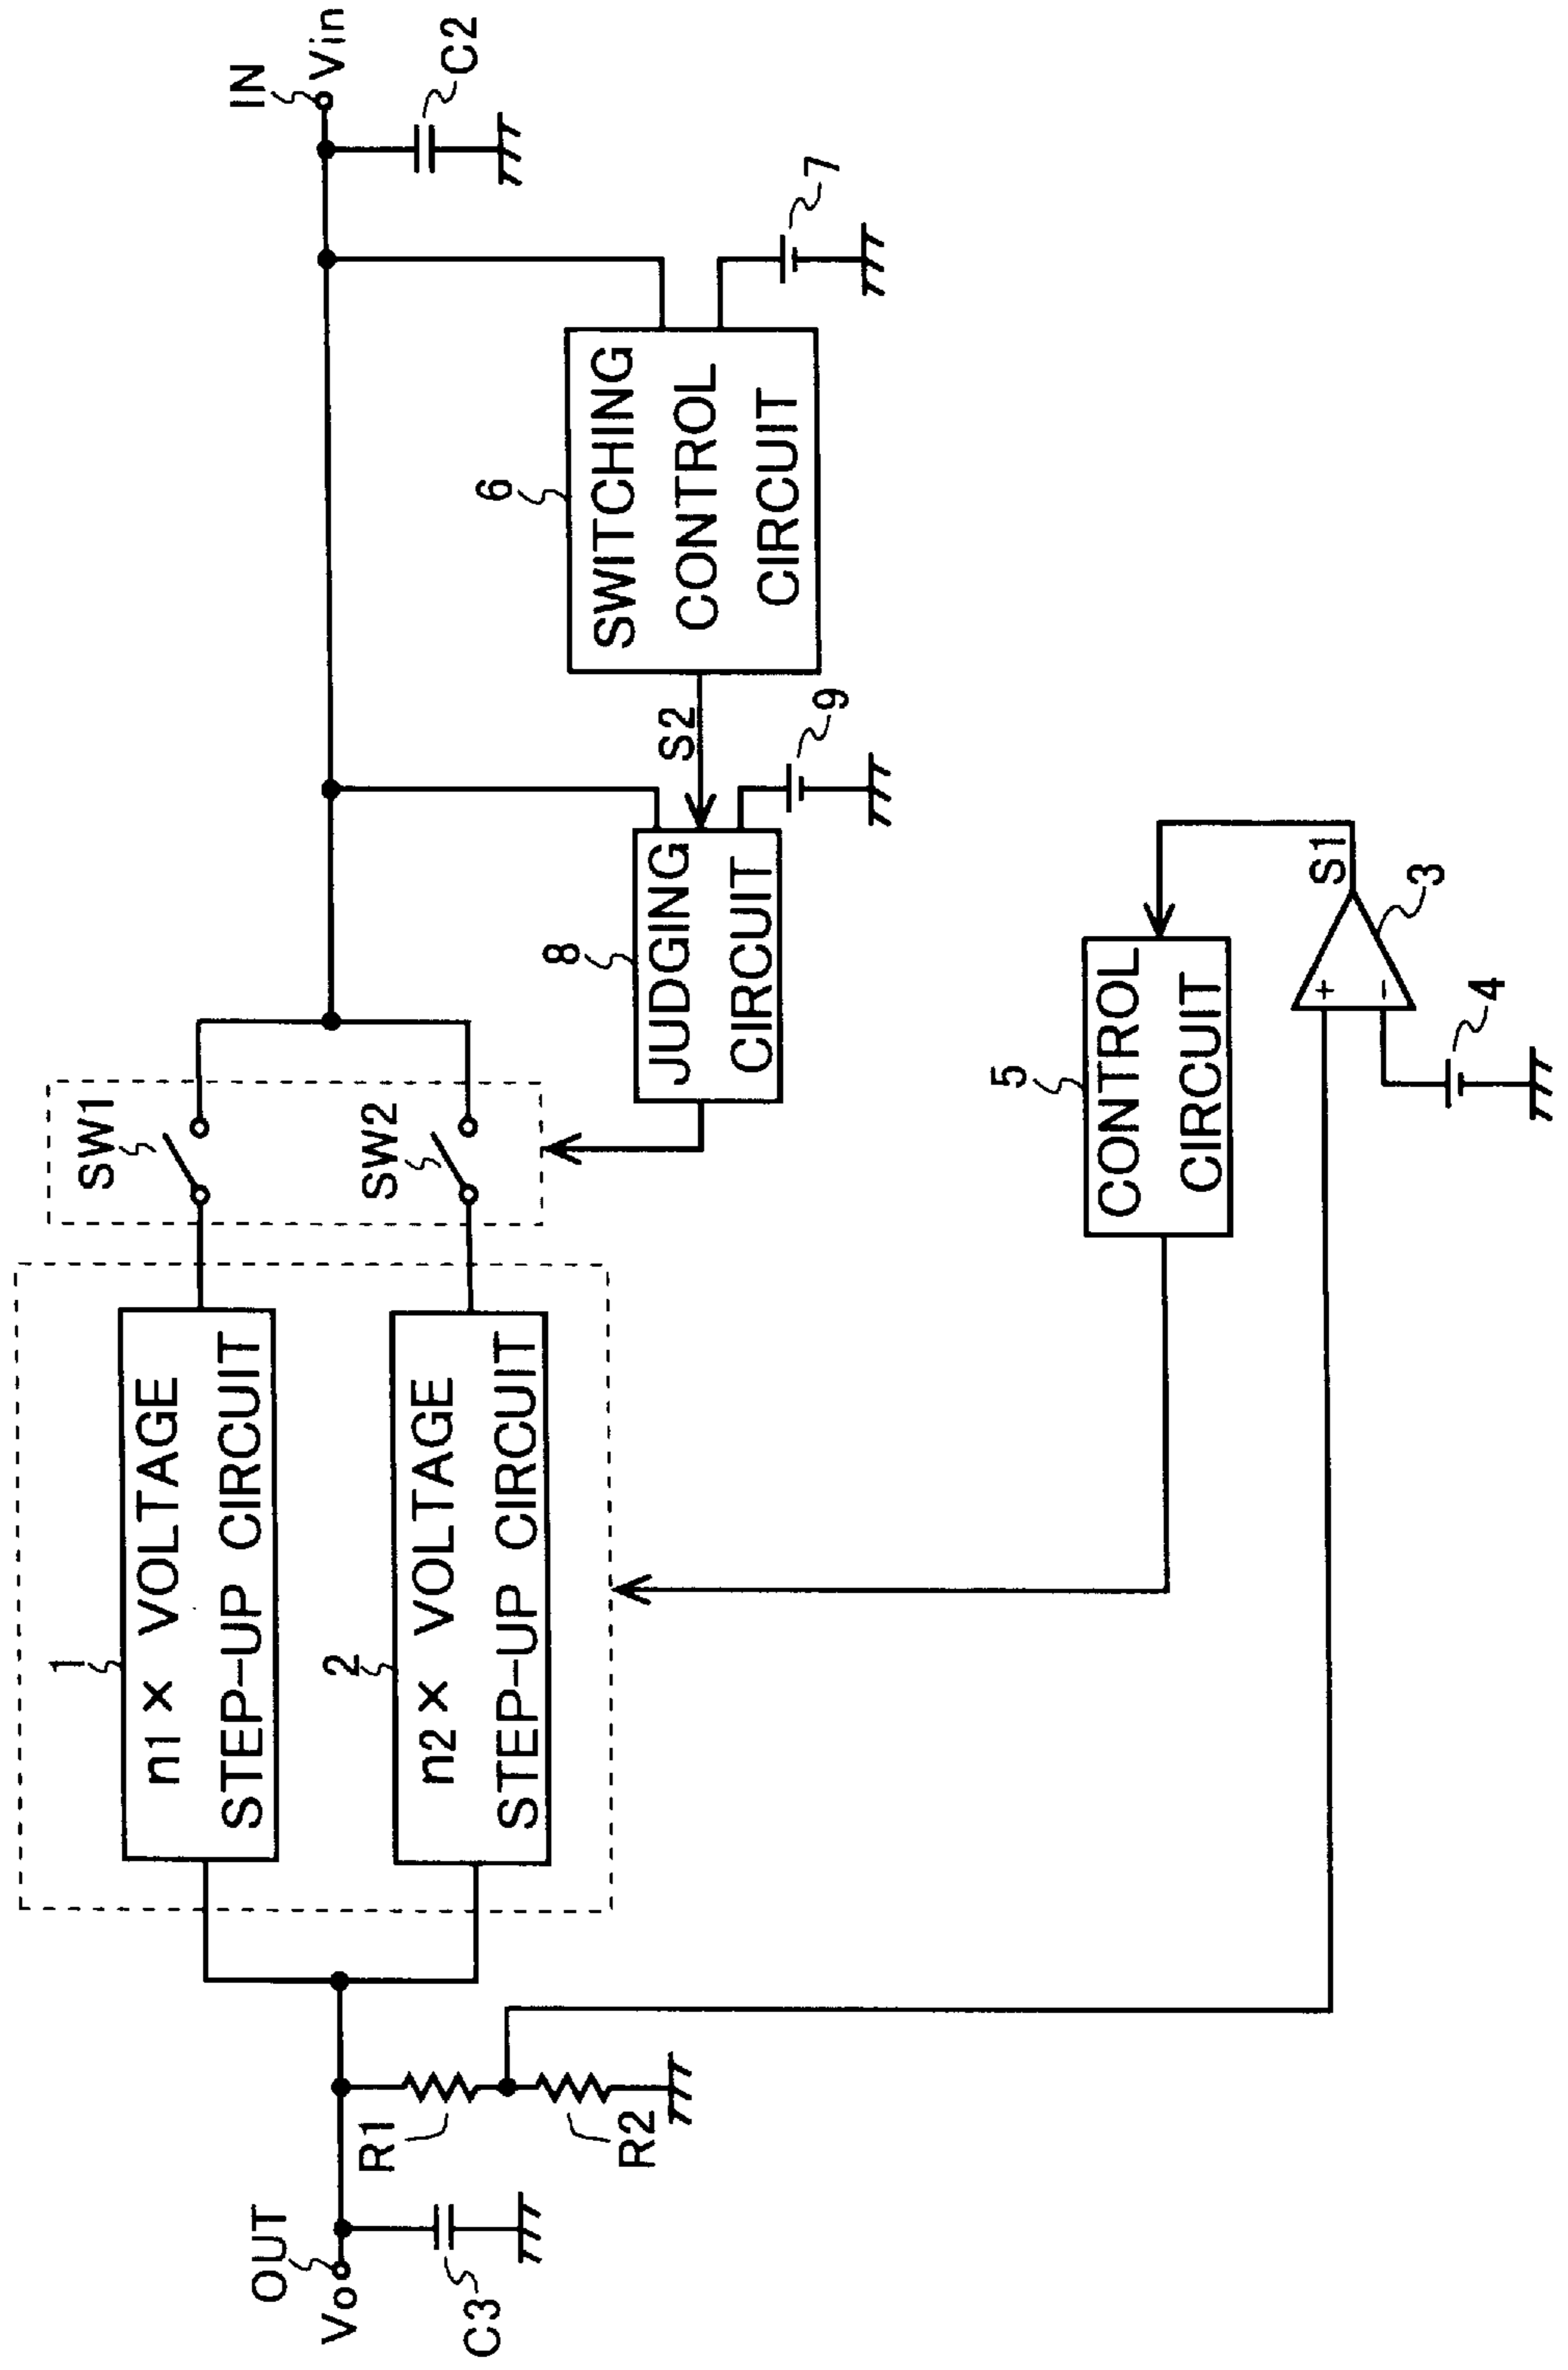 OUT
Vo
C3
R1
R2
1
n1 × VOLTAGE
STEP-UP CIRCUIT
2
n2 × VOLTAGE
STEP-UP CIRCUIT
SW1
SW2
8
JUDGING
CIRCUIT
9
S2
6
SWITCHING
CONTROL
CIRCUIT
7
IN
Vin
C2
5
CONTROL
CIRCUIT
S1
+
−
3
4